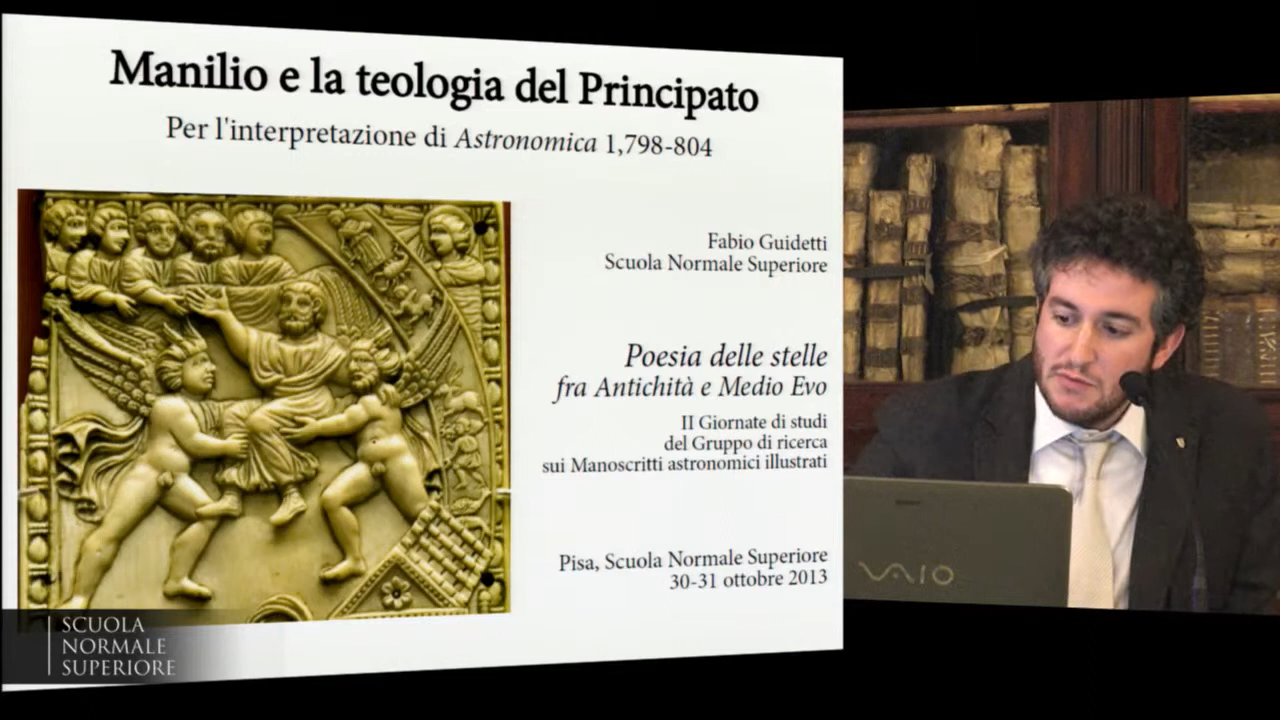 Manilio e la teologia del Principato
Per l'interpretazione di Astronomica 1,798-804
Fabio Guidetti
Scuola Normale Superiore
Poesia delle stelle
fra Antichità e Medio Evo
II Giornate di studi
del Gruppo di ricerca
sui Manoscritti astronomici illustrati
Pisa, Scuola Normale Superiore
30-31 ottobre 2013
SCUOLA
NORMALE
SUPERIORE
VAIO